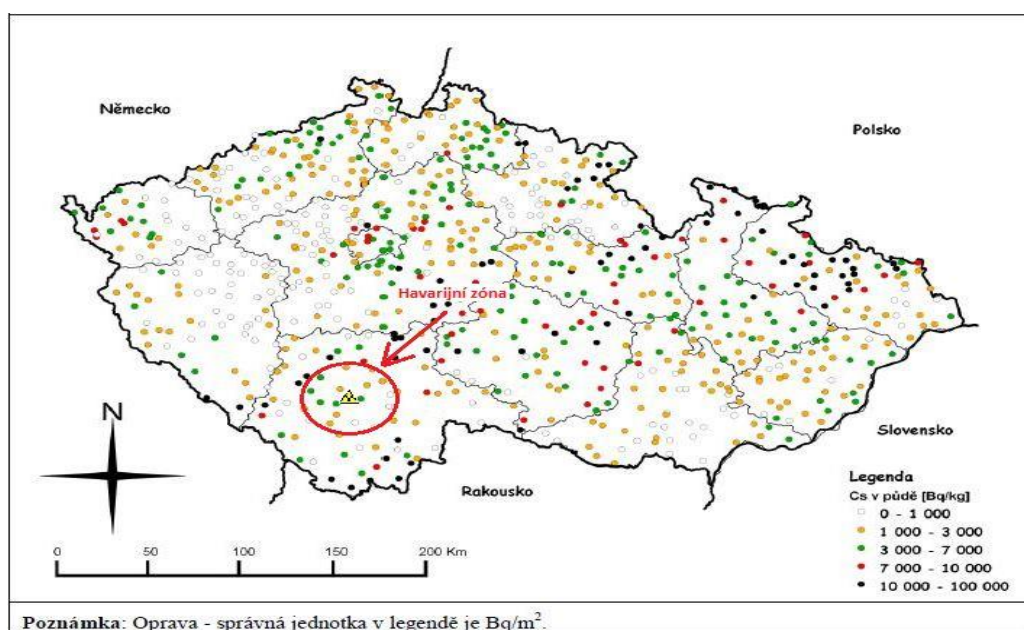 Německo
Polsko
Havarijní zóna
N
Slovensko
Rakousko
Legenda
Cs v půdě [Bq/kg]
0 - 1 000
1 000 - 3 000
3 000 - 7 000
7 000 - 10 000
10 000 - 100 000
0 50 100 150 200 Km
Poznámka: Oprava - správná jednotka v legendě je Bq/m².